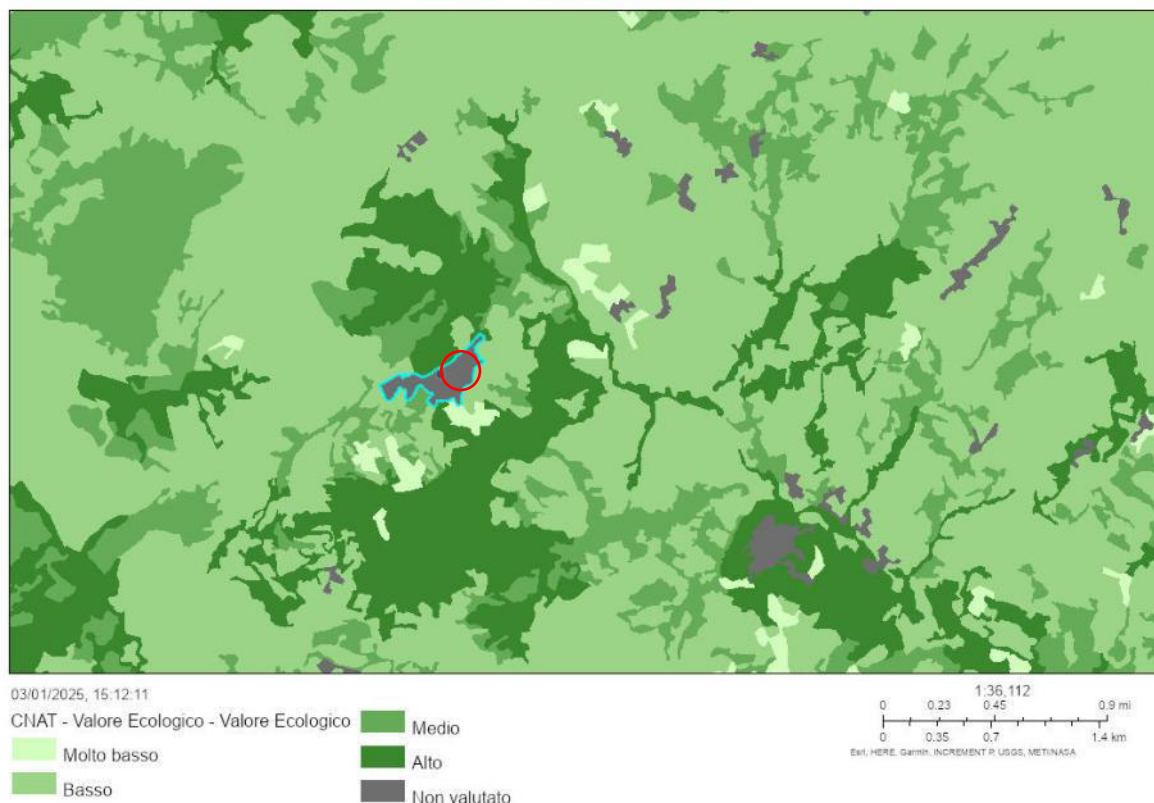 03/01/2025, 15:12:11
CNAT - Valore Ecologico - Valore Ecologico
Molto basso
Basso
Medio
Alto
Non valutato
1:36,112
0 0.23 0.45 0.9 mi
0 0.35 0.7 1.4 km
Esri, HERE, Garmin, INCREMENT P, USGS, METI/NASA